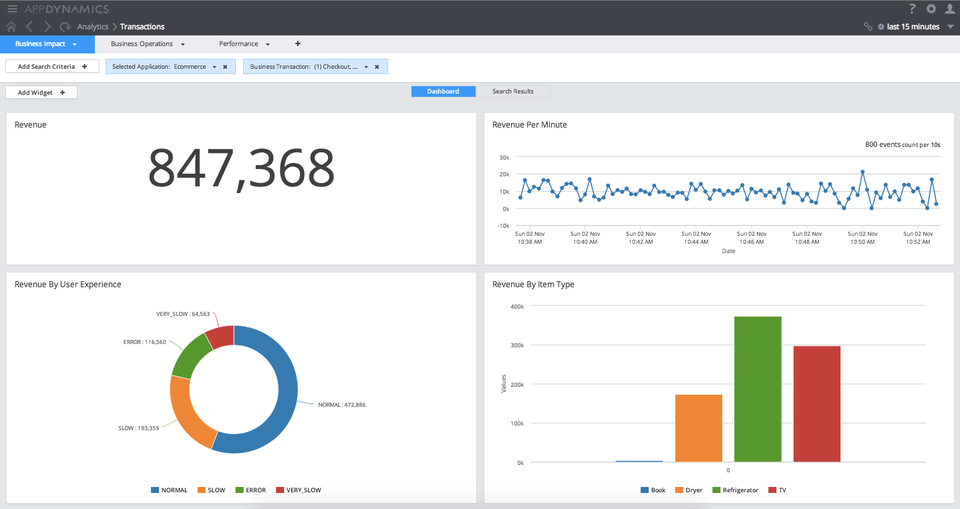 APPDYNAMICS
?
Analytics > Transactions
last 15 minutes
Business Impact
Business Operations
Performance
+
Add Search Criteria +
Selected Application: Ecommerce
Business Transaction: (1) Checkout, ...
Add Widget +
Dashboard
Search Results
Revenue
847,368
Revenue Per Minute
800 events count per 10s
30k
20k
10k
0k
-10k
Sun 02 Nov
10:38 AM
Sun 02 Nov
10:40 AM
Sun 02 Nov
10:42 AM
Sun 02 Nov
10:44 AM
Sun 02 Nov
10:46 AM
Sun 02 Nov
10:48 AM
Sun 02 Nov
10:50 AM
Sun 02 Nov
10:52 AM
Date
Revenue By User Experience
VERY_SLOW : 64,563
ERROR : 116,560
NORMAL : 472,886
SLOW : 193,359
NORMAL
SLOW
ERROR
VERY_SLOW
Revenue By Item Type
400k
300k
200k
100k
0k
Values
0
Book
Dryer
Refrigerator
TV